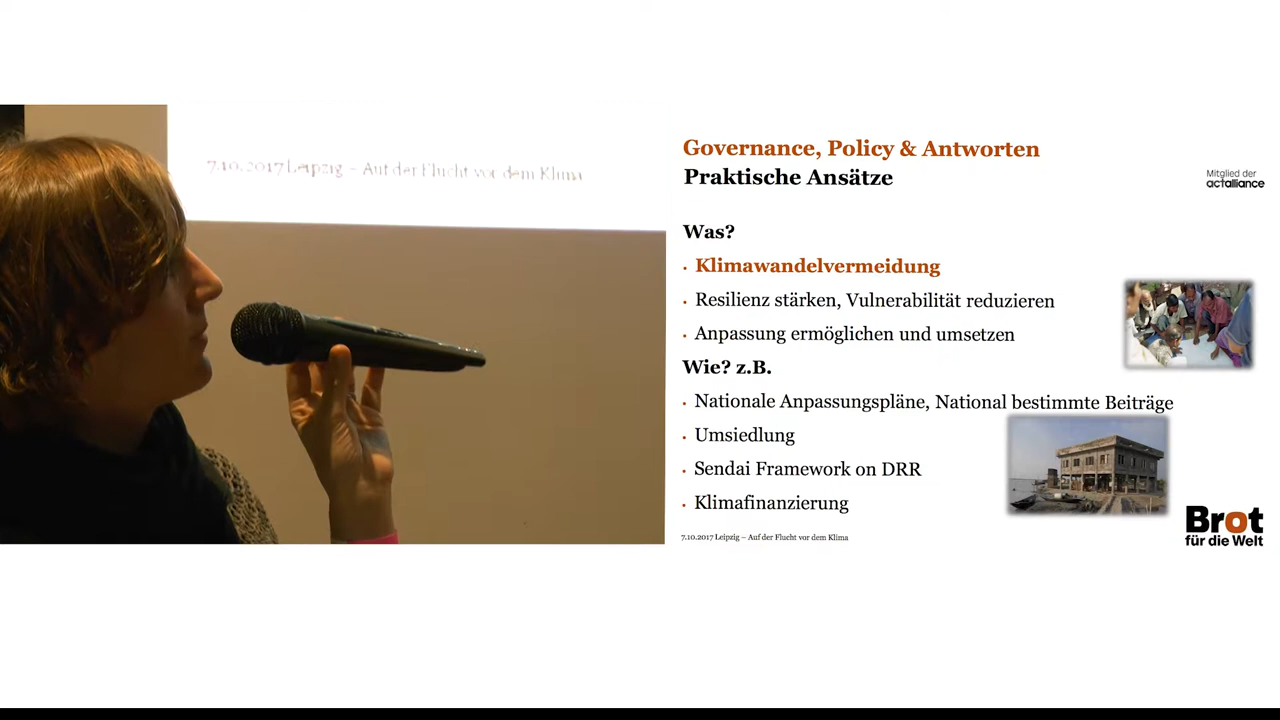 7.10.2017 Leipzig – Auf der Flucht vor dem Klima
Governance, Policy & Antworten
Praktische Ansätze
Mitglied der
actalliance
Was?
· Klimawandelvermeidung
· Resilienz stärken, Vulnerabilität reduzieren
· Anpassung ermöglichen und umsetzen
Wie? z.B.
· Nationale Anpassungspläne, National bestimmte Beiträge
· Umsiedlung
· Sendai Framework on DRR
· Klimafinanzierung
7.10.2017 Leipzig – Auf der Flucht vor dem Klima
Brot
für die Welt